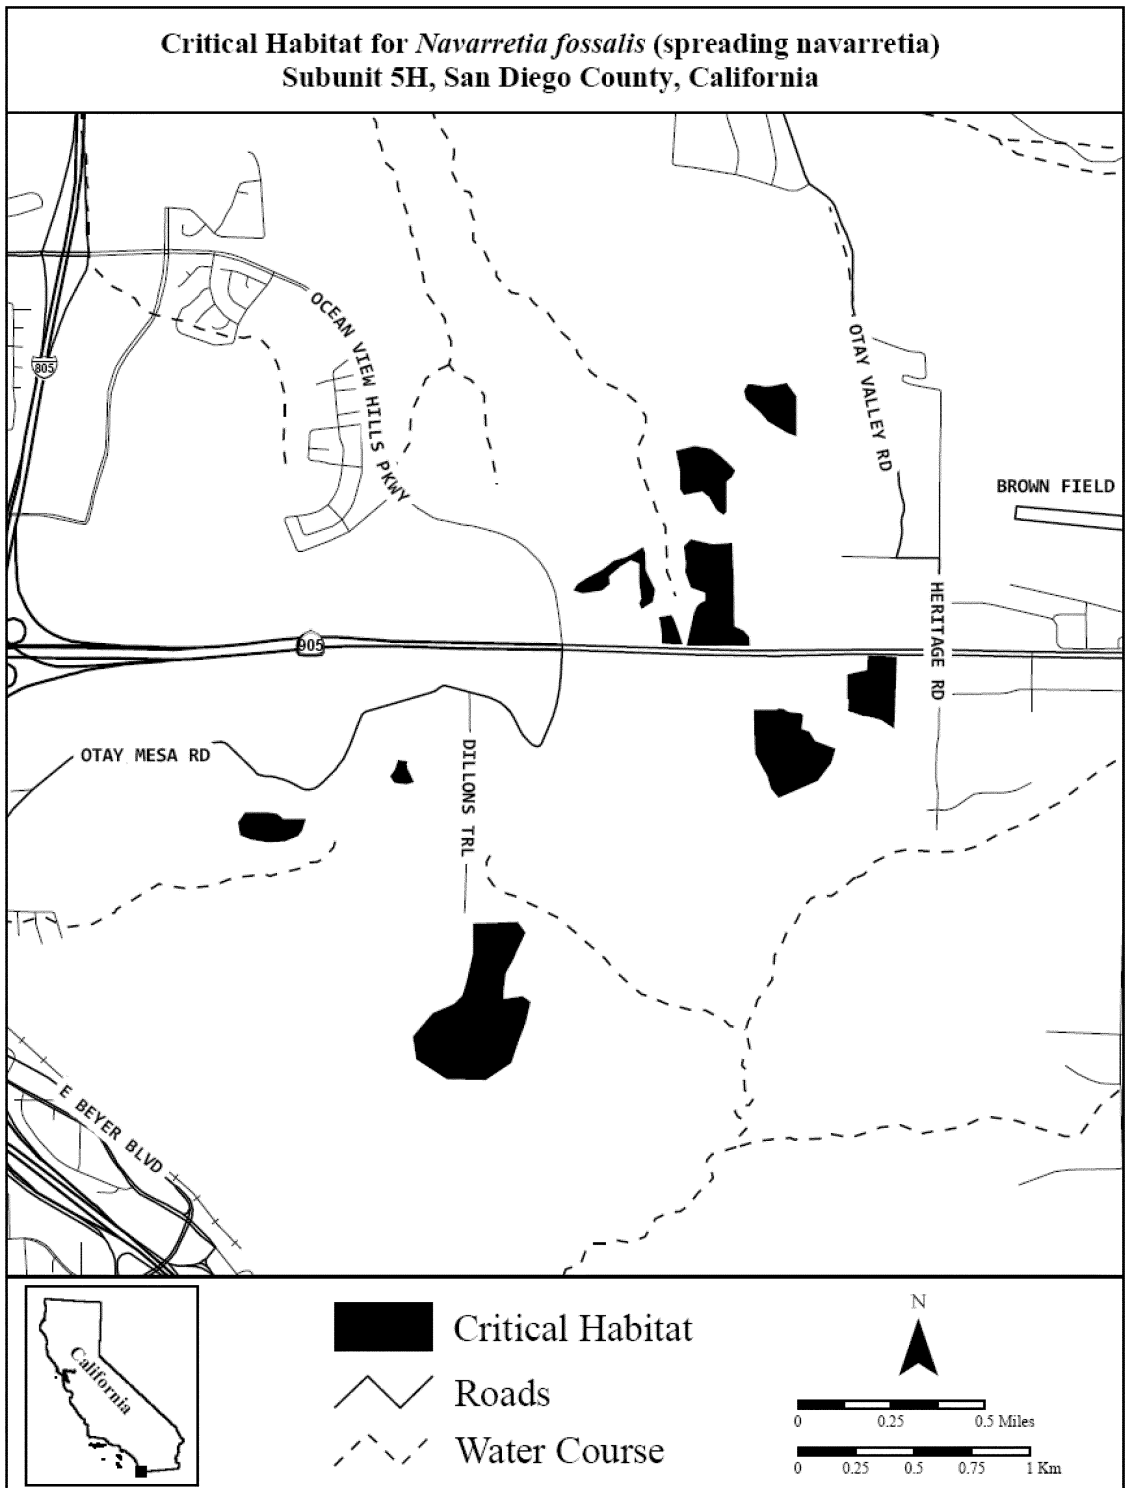 Critical Habitat for Navarretia fossalis (spreading navarretia)
Subunit 5H, San Diego County, California
OCEAN VIEW HILLS PKWY
805
OTAY VALLEY RD
BROWN FIELD
HERITAGE RD
905
OTAY MESA RD
DILLONS TRL
E BEYER BLVD
California
Critical Habitat
Roads
Water Course
N
0 0.25 0.5 Miles
0 0.25 0.5 0.75 1 Km